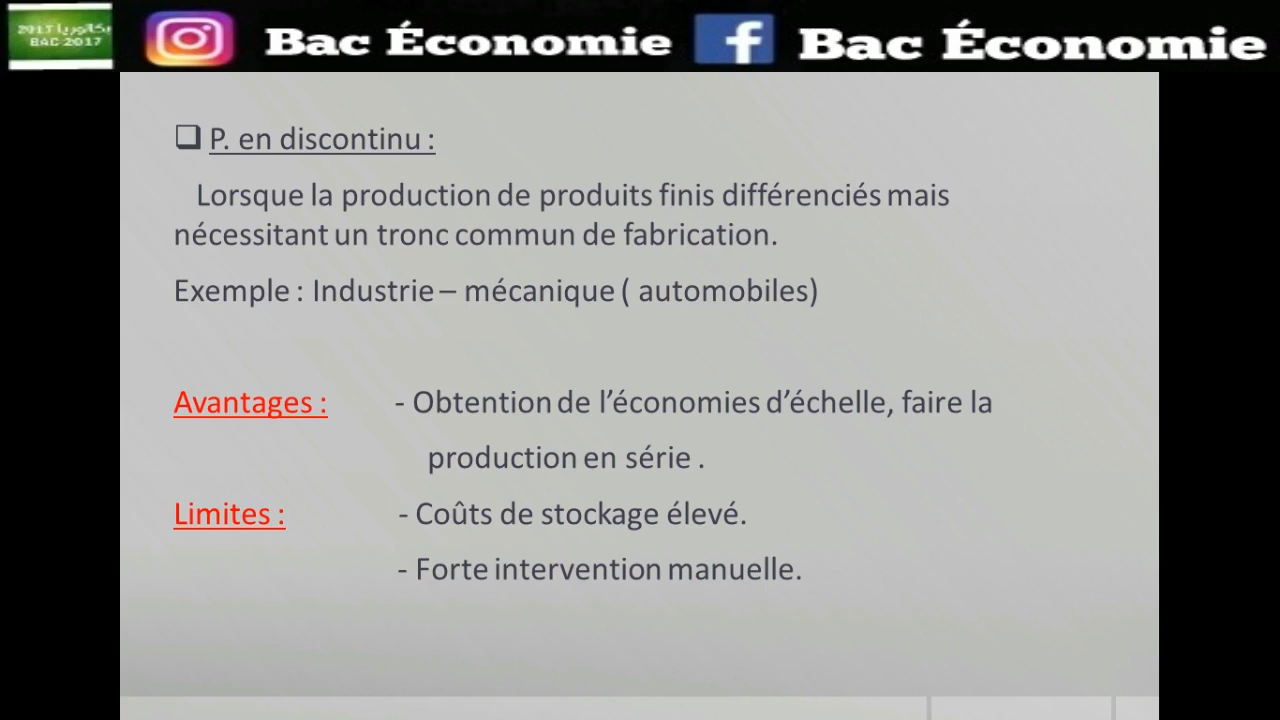 بكالوريا 2017
BAC 2017
Bac Économie
Bac Économie
P. en discontinu :
Lorsque la production de produits finis différenciés mais
nécessitant un tronc commun de fabrication.
Exemple : Industrie – mécanique ( automobiles)
Avantages : - Obtention de l’économies d’échelle, faire la
production en série .
Limites : - Coûts de stockage élevé.
- Forte intervention manuelle.